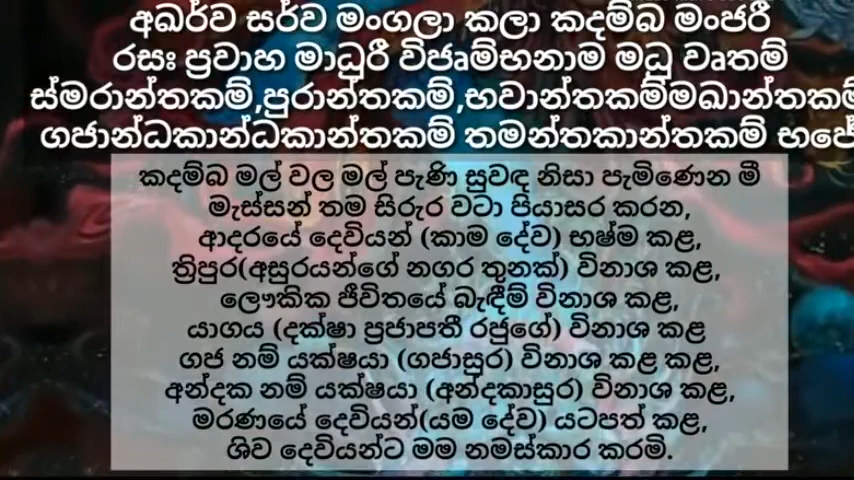 අඛර්ව සර්ව මංගලා කලා කදම්බ මංජරී
රසඃ ප්‍රවාහ මාධුරී විජෘම්භනාම මධු වෘතම්
ස්මරාන්තකම්,පුරාන්තකම්,භවාන්තකම්මඛාන්තකම්
ගජාන්ධකාන්ධකාන්තකම් තමන්තකාන්තකම් භජේ
කදම්බ මල් වල මල් පැණි සුවඳ නිසා පැමිණෙන මී
මැස්සන් තම සිරුර වටා පියාසර කරන,
ආදරයේ දෙවියන් (කාම දේව) භෂ්ම කළ,
ත්‍රිපුර(අසුරයන්ගේ නගර තුනක්) විනාශ කළ,
ලෞකික ජීවිතයේ බැඳීම් විනාශ කළ,
යාගය (දක්ෂා ප්‍රජාපතී රජුගේ) විනාශ කළ
ගජ නම් යක්ෂයා (ගජාසුර) විනාශ කළ කළ,
අන්දක නම් යක්ෂයා (අන්දකාසුර) විනාශ කළ,
මරණයේ දෙවියන්(යම දේව) යටපත් කළ,
ශිව දෙවියන්ට මම නමස්කාර කරමි.